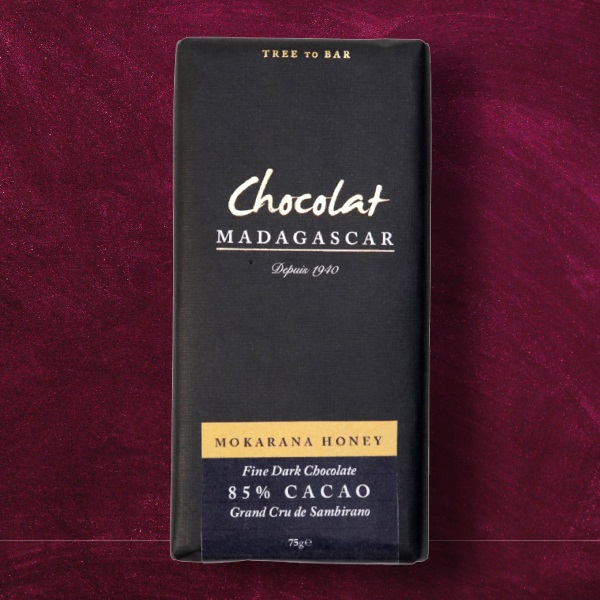 TREE TO BAR
Chocolat
MADAGASCAR
Depuis 1940
MOKARANA HONEY
Fine Dark Chocolate
85% CACAO
Grand Cru de Sambirano
75g℮